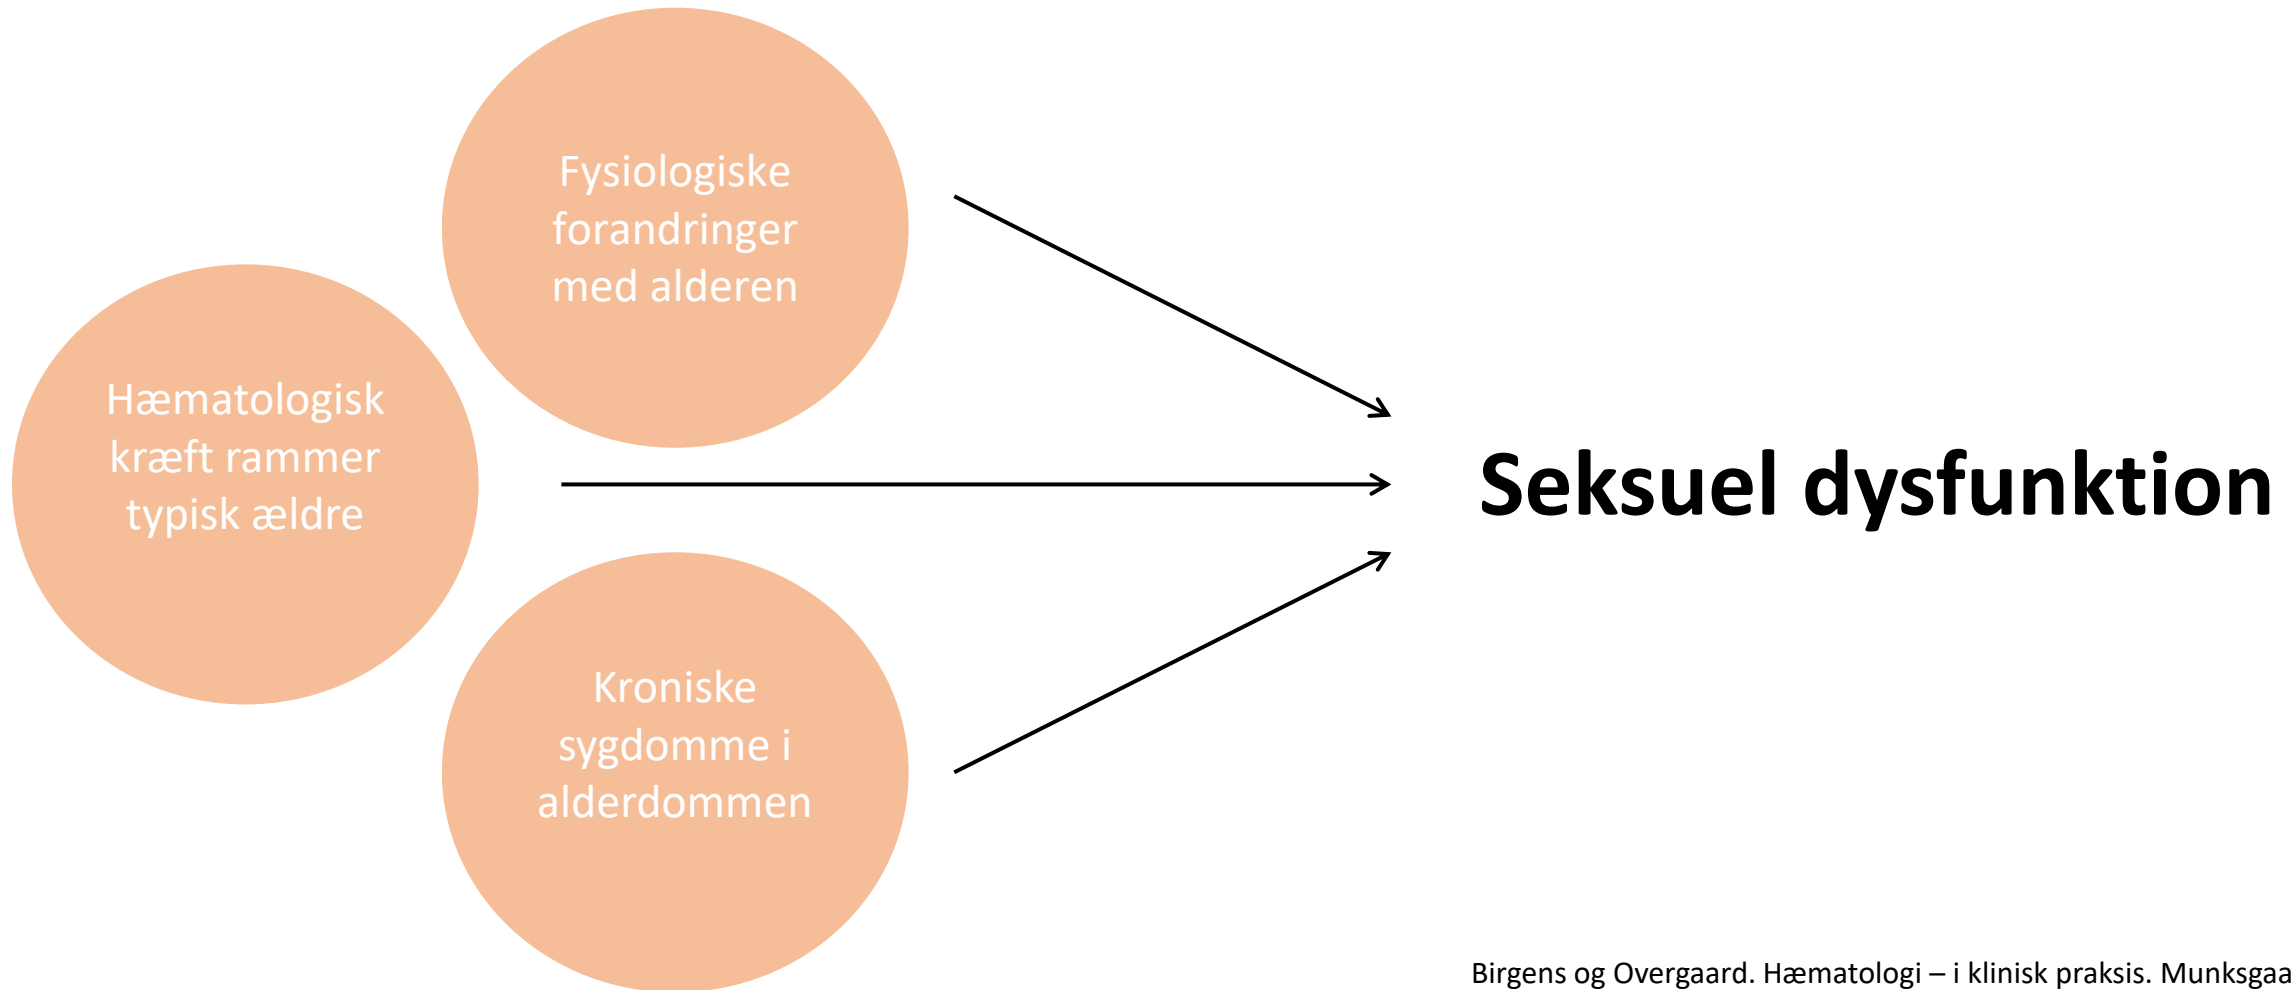 Fysiologiske
forandringer
med alderen
Hæmatologisk
kræft rammer
typisk ældre
Kroniske
sygdomme i
alderdommen
Seksuel dysfunktion
Birgens og Overgaard. Hæmatologi – i klinisk praksis. Munksgaa